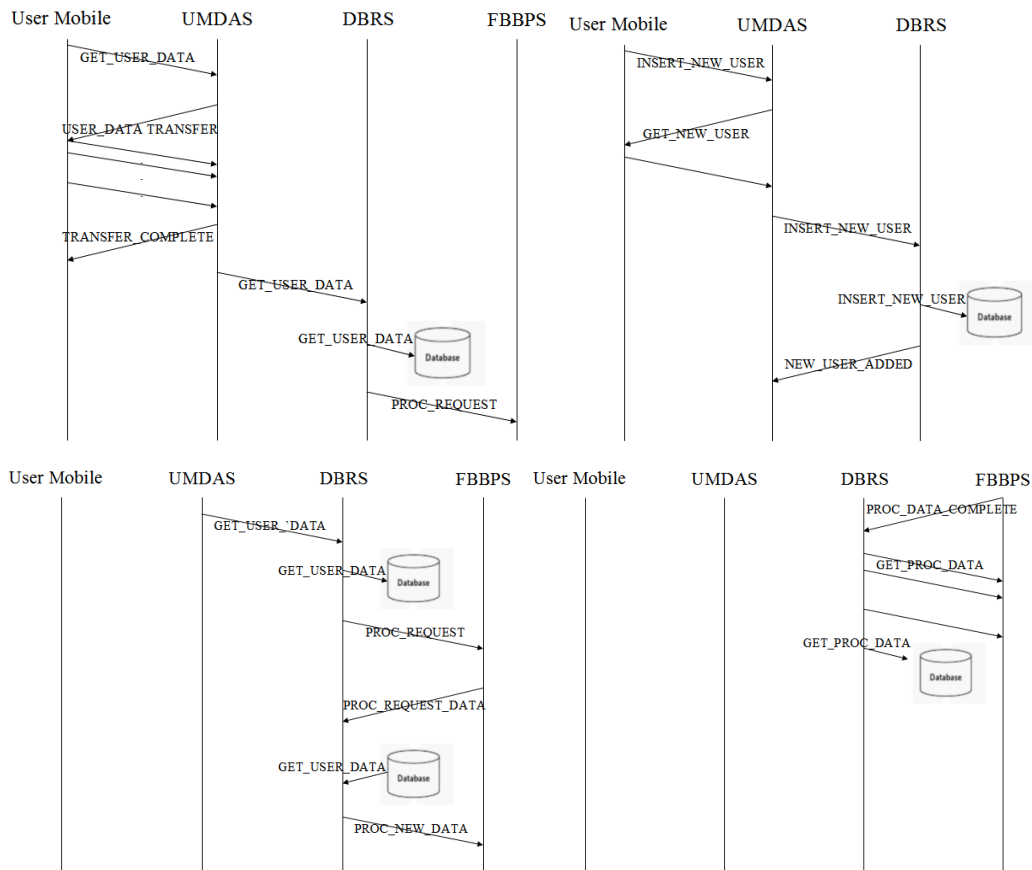 User Mobile UMDAS DBRS FBBPS
GET_USER_DATA
USER_DATA TRANSFER
.
.
.
TRANSFER_COMPLETE
GET_USER_DATA
GET_USER_DATA
Database
PROC_REQUEST
User Mobile UMDAS DBRS
INSERT_NEW_USER
GET_NEW_USER
INSERT_NEW_USER
INSERT_NEW_USER
Database
NEW_USER_ADDED
User Mobile UMDAS DBRS FBBPS
GET_USER_`DATA
GET_USER_DATA
Database
PROC_REQUEST
PROC_REQUEST_DATA
GET_USER_DATA
Database
PROC_NEW_DATA
User Mobile UMDAS DBRS FBBPS
PROC_DATA_COMPLETE
GET_PROC_DATA
GET_PROC_DATA
Database